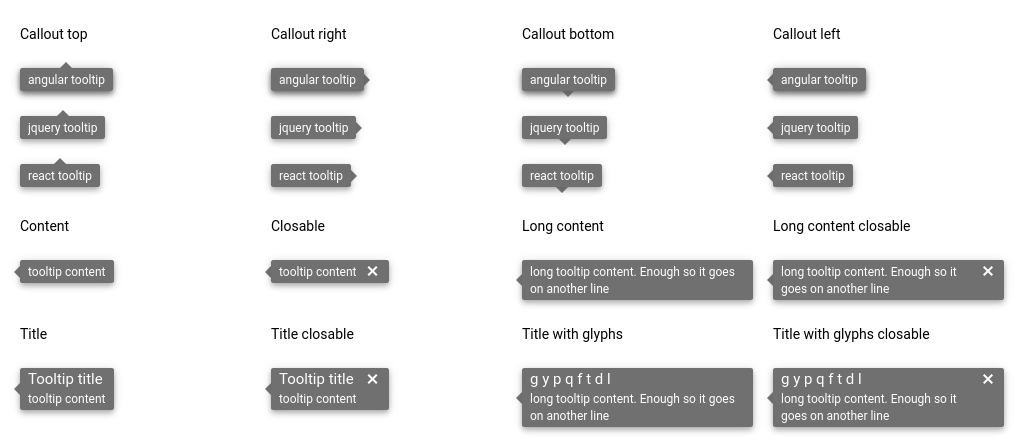 Callout top
Callout right
Callout bottom
Callout left
angular tooltip
angular tooltip
angular tooltip
angular tooltip
jquery tooltip
jquery tooltip
jquery tooltip
jquery tooltip
react tooltip
react tooltip
react tooltip
react tooltip
Content
Closable
Long content
Long content closable
tooltip content
tooltip content
long tooltip content. Enough so it goes
on another line
long tooltip content. Enough so it
goes on another line
Title
Title closable
Title with glyphs
Title with glyphs closable
Tooltip title
tooltip content
Tooltip title
tooltip content
g y p q f t d l
long tooltip content. Enough so it goes
on another line
g y p q f t d l
long tooltip content. Enough so it
goes on another line